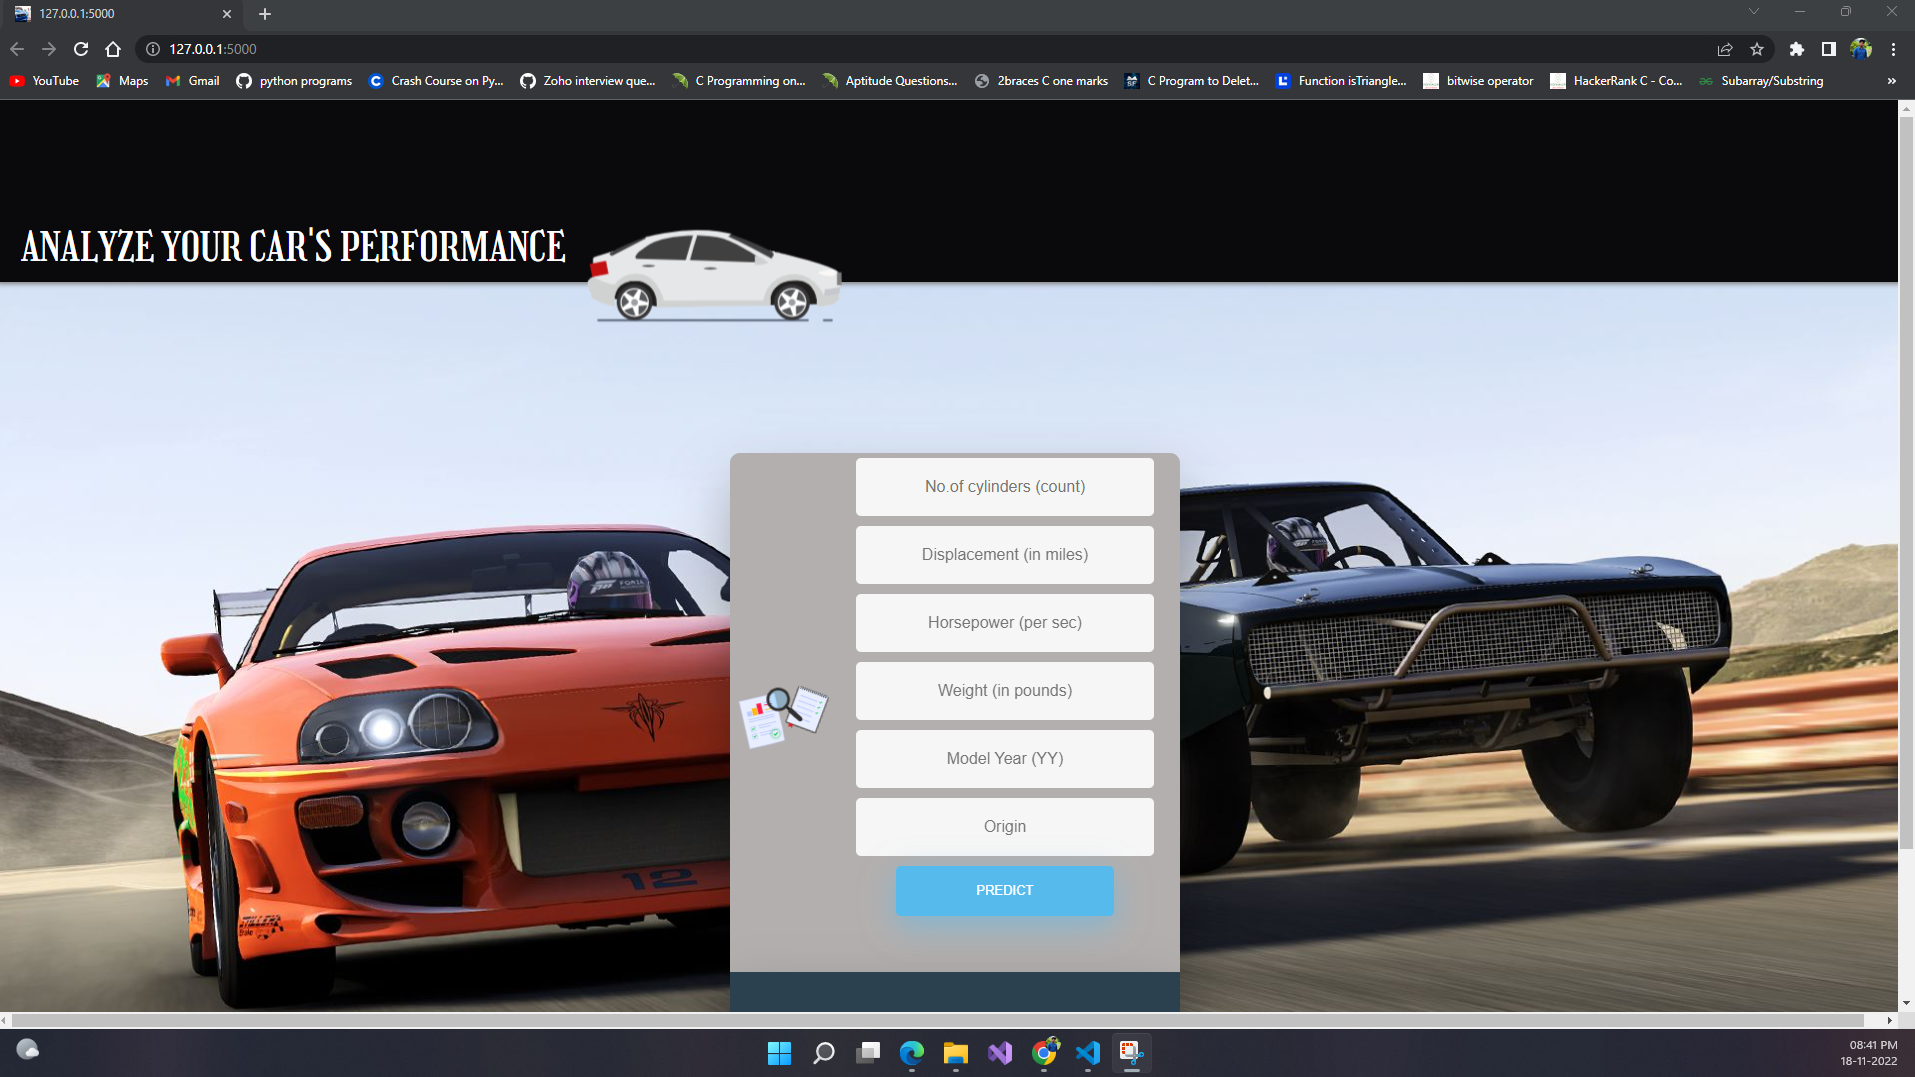 127.0.0.1:5000
127.0.0.1:5000
YouTube
Maps
Gmail
python programs
Crash Course on Py...
Zoho interview que...
C Programming on...
Aptitude Questions...
2braces C one marks
C Program to Delet...
Function isTriangle...
bitwise operator
HackerRank C - Co...
Subarray/Substring
»
ANALYZE YOUR CAR'S PERFORMANCE
No.of cylinders (count)
Displacement (in miles)
Horsepower (per sec)
Weight (in pounds)
Model Year (YY)
Origin
PREDICT
FORZA
12
08:41 PM
18-11-2022